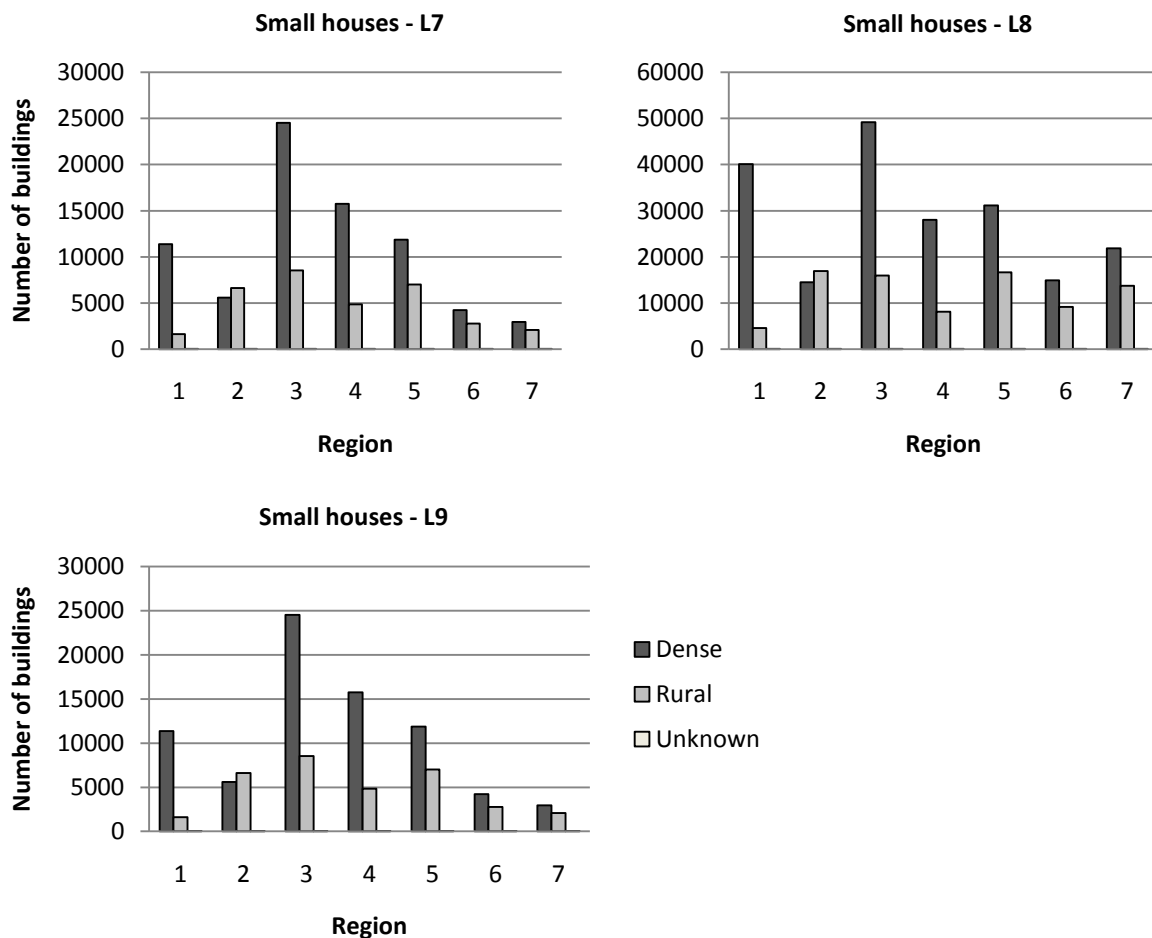 Small houses - L7
Number of buildings
30000
25000
20000
15000
10000
5000
0
1 2 3 4 5 6 7
Region
Small houses - L8
60000
50000
40000
30000
20000
10000
0
1 2 3 4 5 6 7
Region
Small houses - L9
Number of buildings
30000
25000
20000
15000
10000
5000
0
1 2 3 4 5 6 7
Region
Dense
Rural
Unknown